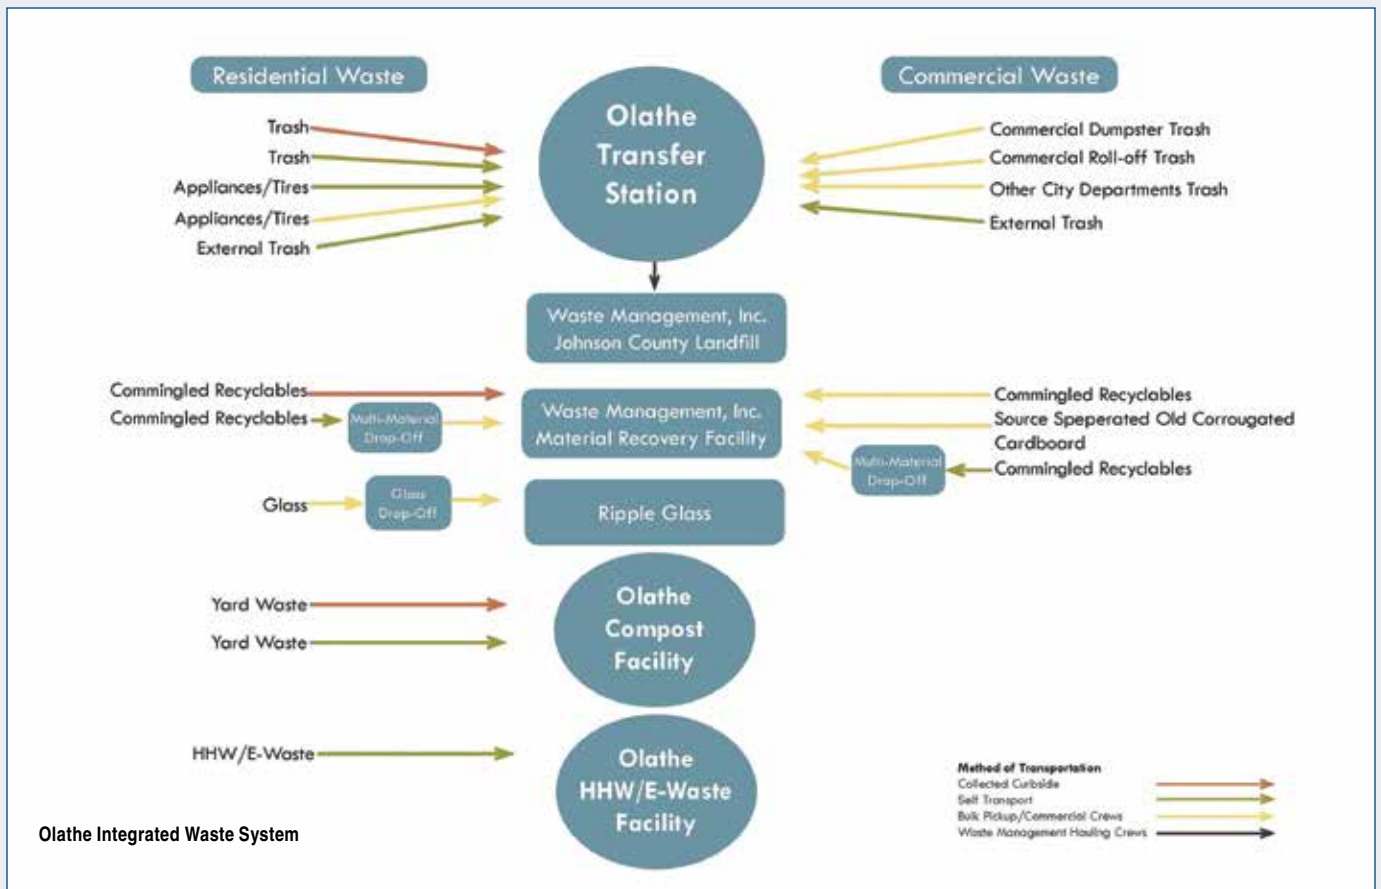 Residential Waste
Commercial Waste
Olathe
Transfer
Station
Trash
Trash
Appliances/Tires
Appliances/Tires
External Trash
Commercial Dumpster Trash
Commercial Roll-off Trash
Other City Departments Trash
External Trash
Waste Management, Inc.
Johnson County Landfill
Commingled Recyclables
Commingled Recyclables
Multi-Material
Drop-Off
Waste Management, Inc.
Material Recovery Facility
Commingled Recyclables
Source Speperated Old Corrougated
Cardboard
Multi-Material
Drop-Off
Commingled Recyclables
Glass
Glass
Drop-Off
Ripple Glass
Yard Waste
Yard Waste
Olathe
Compost
Facility
HHW/E-Waste
Olathe
HHW/E-Waste
Facility
Method of Transportation
Collected Curbside
Self Transport
Bulk Pickup/Commercial Crews
Waste Management Hauling Crews
Olathe Integrated Waste System